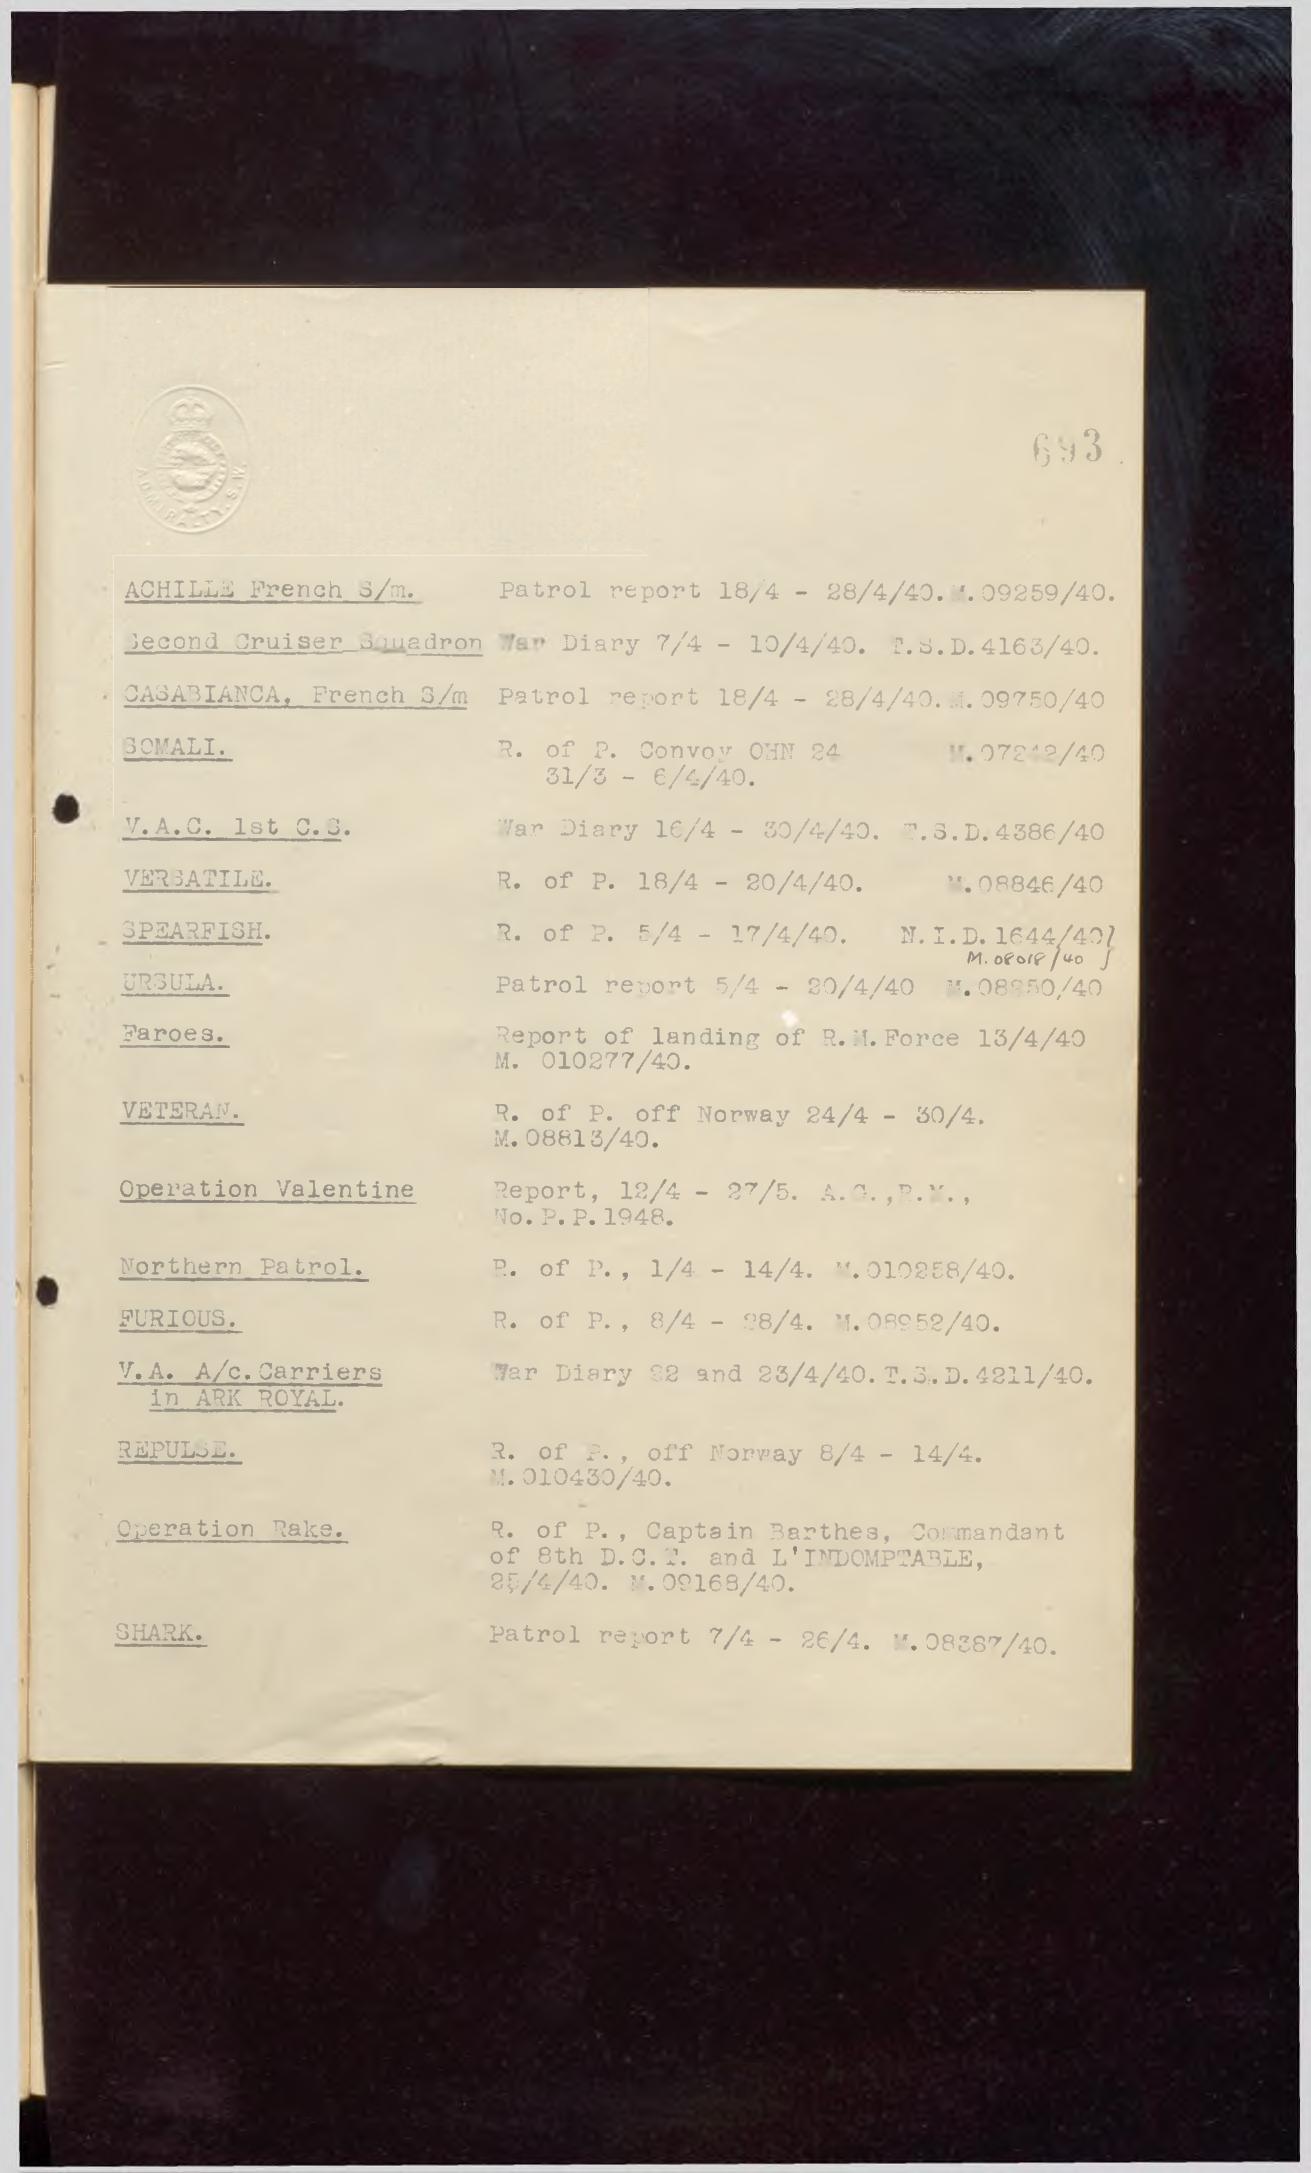 ADMIRALTY. S.W.
693
ACHILLE French S/m. Patrol report 18/4 - 28/4/40. M.09259/40.
Second Cruiser Squadron War Diary 7/4 - 10/4/40. T.S.D.4163/40.
CASABIANCA, French S/m Patrol report 18/4 - 28/4/40. M.09750/40
SOMALI. R. of P. Convoy OHN 24 M.07242/40
31/3 - 6/4/40.
V.A.C. 1st C.S. War Diary 16/4 - 30/4/40. T.S.D.4386/40
VERSATILE. R. of P. 18/4 - 20/4/40. M.08846/40
SPEARFISH. R. of P. 5/4 - 17/4/40. N.I.D.1644/40}
M.08018/40
URSULA. Patrol report 5/4 - 20/4/40
Faroes. Report of landing of R.M.Force 13/4/40
M. 010277/40.
VETERAN. R. of P. off Norway 24/4 - 30/4.
M.08813/40.
Operation Valentine Report, 12/4 - 27/5. A.G.,R.M.,
No.P.P.1948.
Northern Patrol. R. of P., 1/4 - 14/4. M.010258/40.
FURIOUS. R. of P., 8/4 - 28/4. M.08952/40.
V.A. A/c.Carriers War Diary 22 and 23/4/40. T.S.D.4211/40.
in ARK ROYAL.
REPULSE. R. of P., off Norway 8/4 - 14/4.
M.010430/40.
Operation Rake. R. of P., Captain Barthes, Commandant
of 8th D.C.T. and L'INDOMPTABLE,
25/4/40. M.09168/40.
SHARK. Patrol report 7/4 - 26/4. M.08387/40.